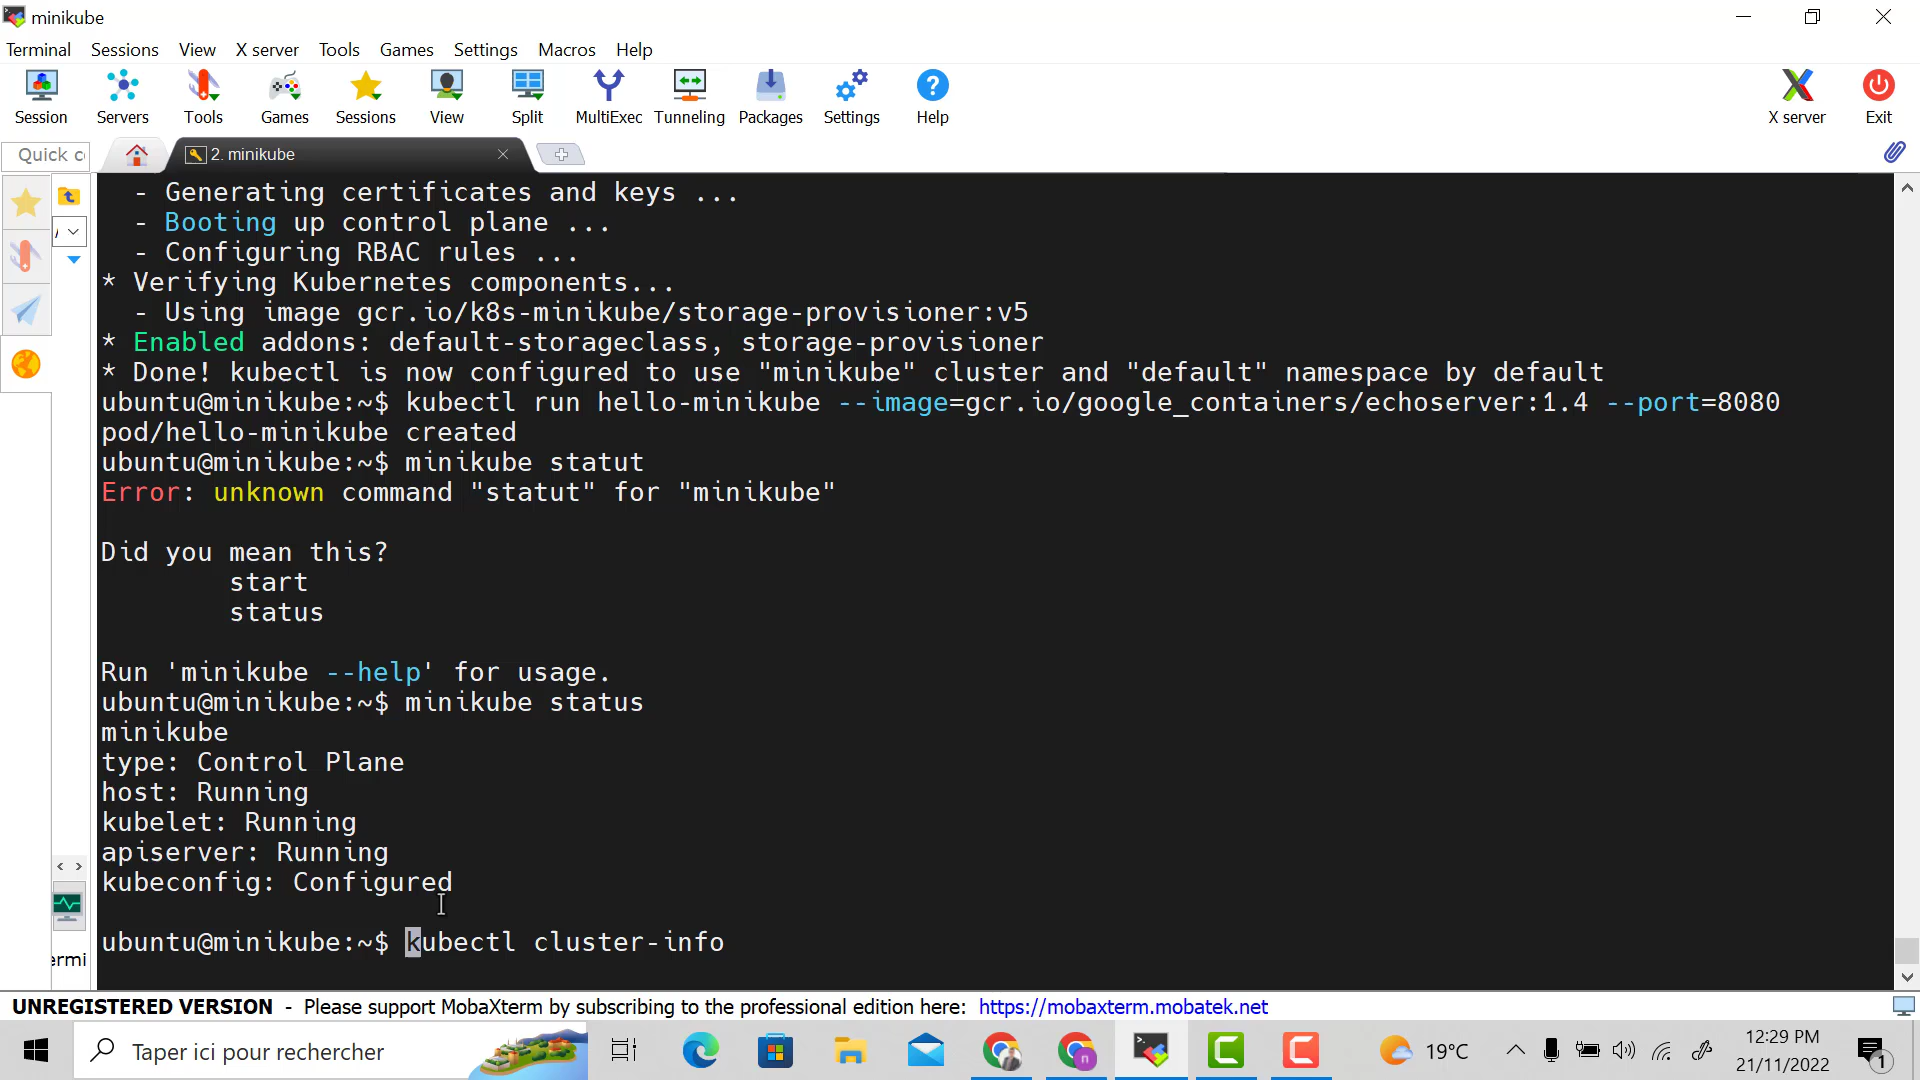 minikube
Terminal Sessions View X server Tools Games Settings Macros Help
Session Servers Tools Games Sessions View Split MultiExec Tunneling Packages Settings Help X server Exit
Quick c
2. minikube
- Generating certificates and keys ...
- Booting up control plane ...
- Configuring RBAC rules ...
* Verifying Kubernetes components...
- Using image gcr.io/k8s-minikube/storage-provisioner:v5
* Enabled addons: default-storageclass, storage-provisioner
* Done! kubectl is now configured to use "minikube" cluster and "default" namespace by default
ubuntu@minikube:~$ kubectl run hello-minikube --image=gcr.io/google_containers/echoserver:1.4 --port=8080
pod/hello-minikube created
ubuntu@minikube:~$ minikube statut
Error: unknown command "statut" for "minikube"
Did you mean this?
start
status
Run 'minikube --help' for usage.
ubuntu@minikube:~$ minikube status
minikube
type: Control Plane
host: Running
kubelet: Running
apiserver: Running
kubeconfig: Configured
ubuntu@minikube:~$ kubectl cluster-info
ermi
UNREGISTERED VERSION - Please support MobaXterm by subscribing to the professional edition here: https://mobaxterm.mobatek.net
Taper ici pour rechercher
19°C
12:29 PM
21/11/2022
1